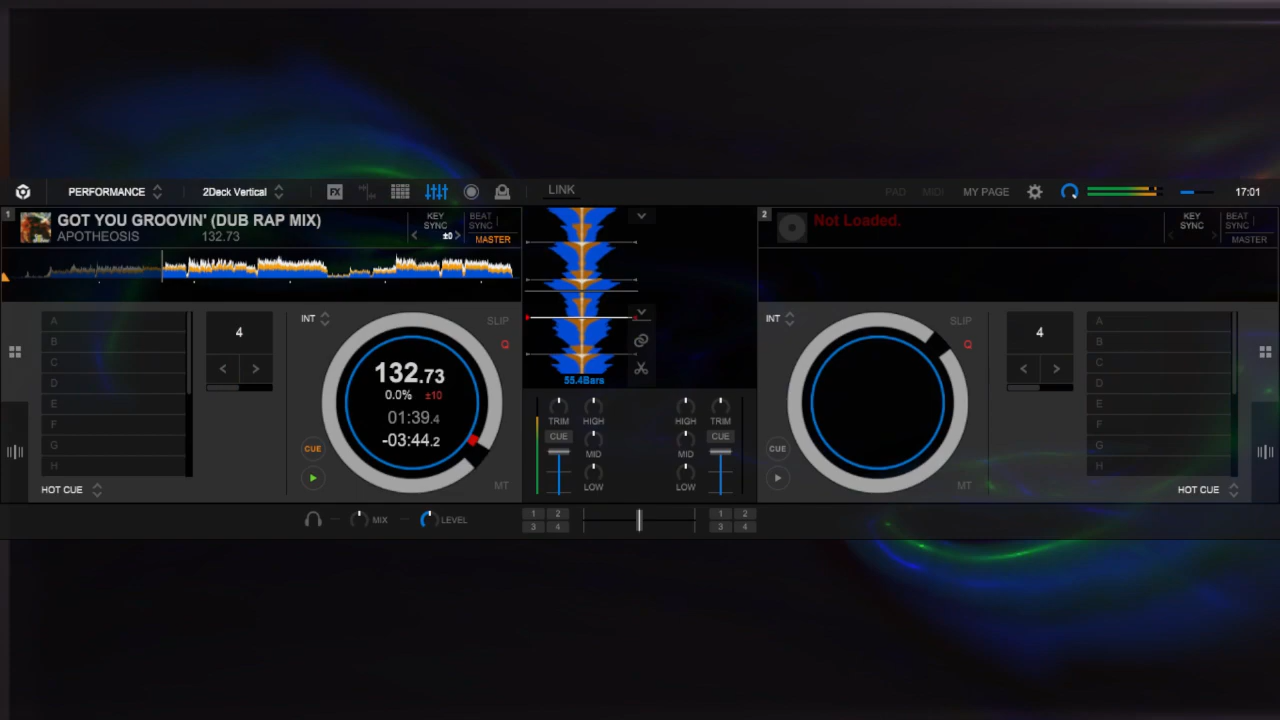 PERFORMANCE 2Deck Vertical FX LINK PAD MIDI MY PAGE 17:01
1 GOT YOU GROOVIN' (DUB RAP MIX) KEY SYNC BEAT SYNC
APOTHEOSIS 132.73 ±0 MASTER
2 Not Loaded. KEY SYNC BEAT SYNC
MASTER
A
B
C
D
E
F
G
H
HOT CUE
4
INT SLIP
Q
132.73
0.0% ±10
01:39.4
-03:44.2
CUE
MT
55.4Bars
TRIM HIGH HIGH TRIM
CUE CUE
MID MID
LOW LOW
INT SLIP
Q
CUE
MT
4
A
B
C
D
E
F
G
H
HOT CUE
MIX LEVEL
1 2 1 2
3 4 3 4